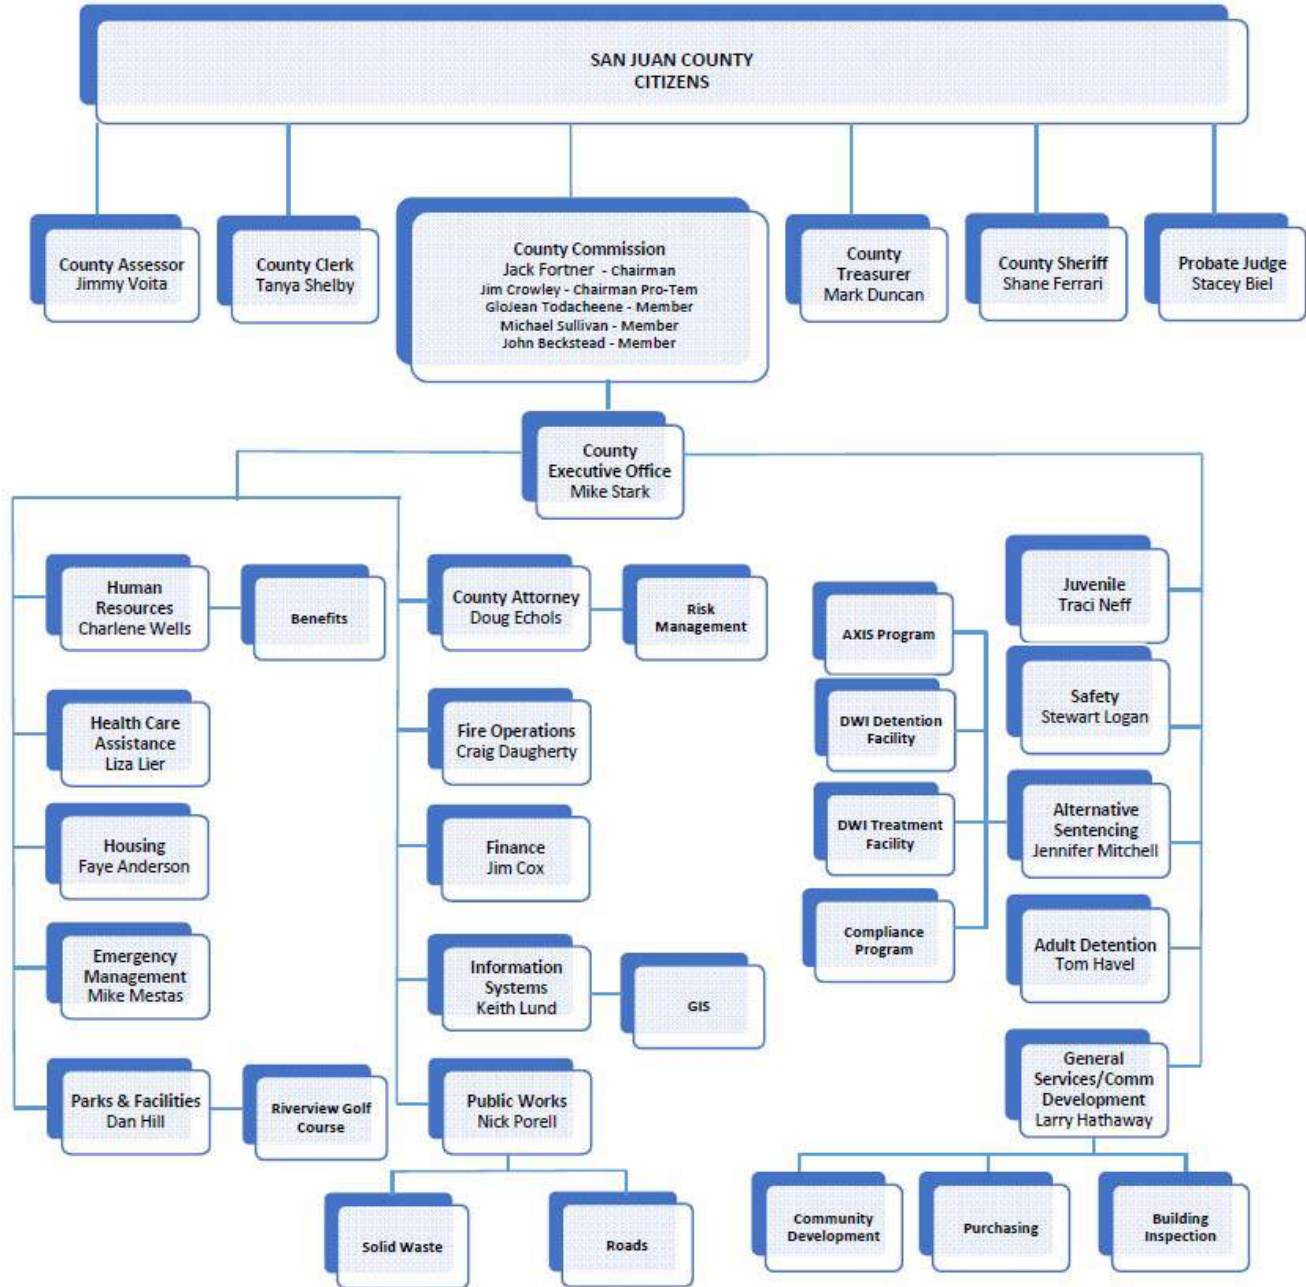 SAN JUAN COUNTY
CITIZENS
County Assessor
Jimmy Voita
County Clerk
Tanya Shelby
County Commission
Jack Fortner - Chairman
Jim Crowley - Chairman Pro-Tem
GloJean Todacheene - Member
Michael Sullivan - Member
John Beckstead - Member
County
Treasurer
Mark Duncan
County Sheriff
Shane Ferrari
Probate Judge
Stacey Biel
County
Executive Office
Mike Stark
Human
Resources
Charlene Wells
Benefits
Health Care
Assistance
Liza Lier
Housing
Faye Anderson
Emergency
Management
Mike Mestas
Parks & Facilities
Dan Hill
Riverview Golf
Course
County Attorney
Doug Echols
Risk
Management
Fire Operations
Craig Daugherty
Finance
Jim Cox
Information
Systems
Keith Lund
GIS
Public Works
Nick Porell
Solid Waste
Roads
Juvenile
Traci Neff
Safety
Stewart Logan
Alternative
Sentencing
Jennifer Mitchell
AXIS Program
DWI Detention
Facility
DWI Treatment
Facility
Compliance
Program
Adult Detention
Tom Havel
General
Services/Comm
Development
Larry Hathaway
Community
Development
Purchasing
Building
Inspection